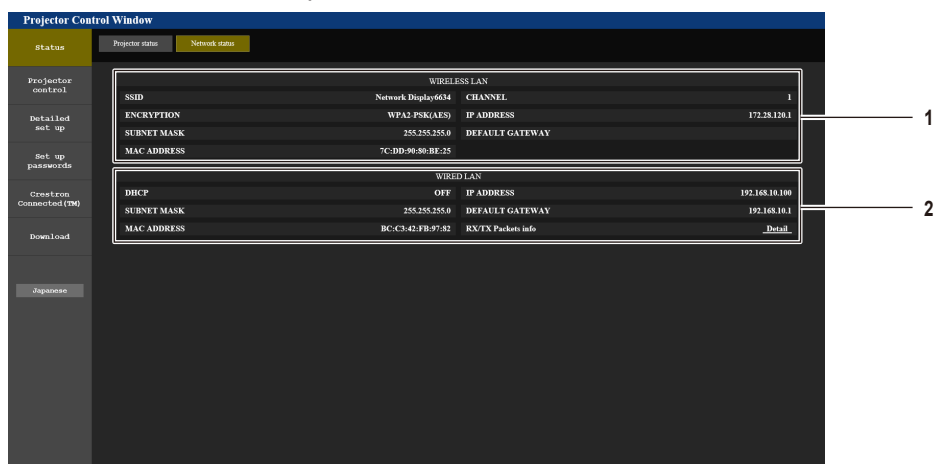 Projector Control Window
Status
Projector status
Network status
Projector
control
Detailed
set up
Set up
passwords
Crestron
Connected(TM)
Download
Japanese
WIRELESS LAN
SSID Network Display6634 CHANNEL 1
ENCRYPTION WPA2-PSK(AES) IP ADDRESS 172.28.120.1
SUBNET MASK 255.255.255.0 DEFAULT GATEWAY
MAC ADDRESS 7C:DD:90:80:BE:25
1
WIRED LAN
DHCP OFF IP ADDRESS 192.168.10.100
SUBNET MASK 255.255.255.0 DEFAULT GATEWAY 192.168.10.1
MAC ADDRESS BC:C3:42:FB:97:82 RX/TX Packets info Detail
2